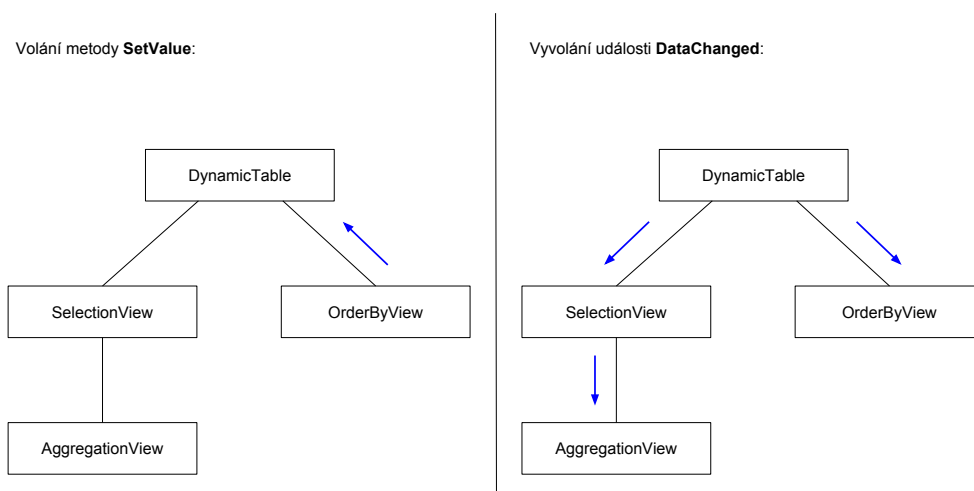 Volání metody SetValue:
DynamicTable
SelectionView
OrderByView
AggregationView
Vyvolání události DataChanged:
DynamicTable
SelectionView
OrderByView
AggregationView